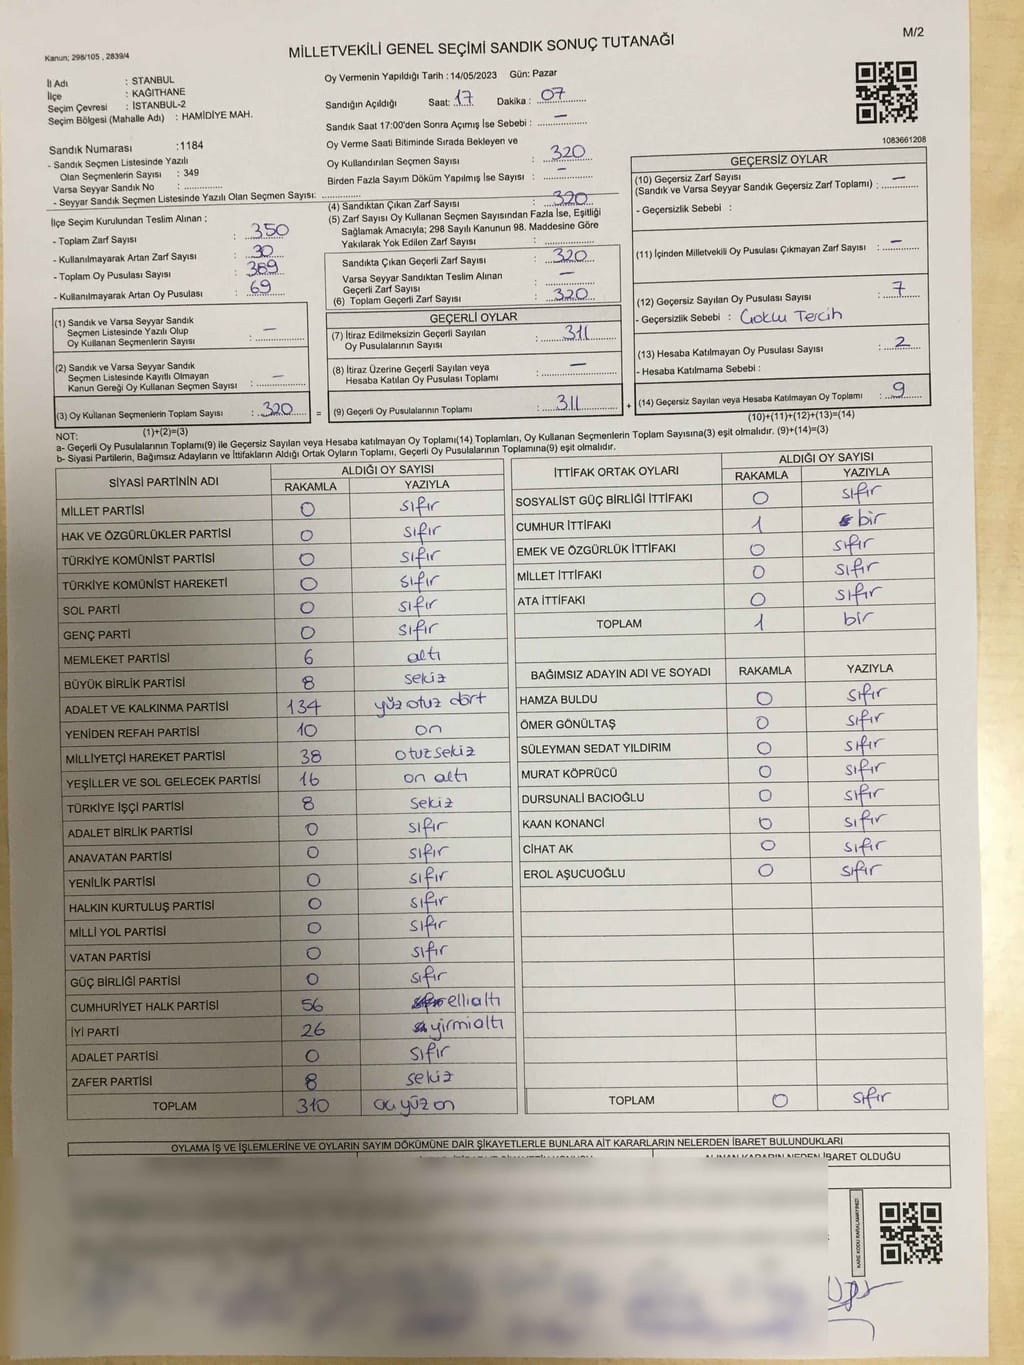 M/2
Kanun: 298/105 , 2839/4
MİLLETVEKİLİ GENEL SEÇİMİ SANDIK SONUÇ TUTANAĞI
İl Adı : STANBUL
İlçe : KAĞITHANE
Seçim Çevresi : İSTANBUL-2
Seçim Bölgesi (Mahalle Adı) : HAMİDİYE MAH.
Sandık Numarası :1184
- Sandık Seçmen Listesinde Yazılı
Olan Seçmenlerin Sayısı : 349
Varsa Seyyar Sandık No :
- Seyyar Sandık Seçmen Listesinde Yazılı Olan Seçmen Sayısı:
Oy Vermenin Yapıldığı Tarih : 14/05/2023 Gün: Pazar
Sandığın Açıldığı Saat: 17 Dakika : 07
Sandık Saat 17:00'den Sonra Açımış İse Sebebi : —
Oy Verme Saati Bitiminde Sırada Bekleyen ve
Oy Kullandırılan Seçmen Sayısı : 320
Birden Fazla Sayım Döküm Yapılmış İse Sayısı : —
1083661208
İlçe Seçim Kurulundan Teslim Alınan :
- Toplam Zarf Sayısı : 350
- Kullanılmayarak Artan Zarf Sayısı : 30
- Toplam Oy Pusulası Sayısı : 389
- Kullanılmayarak Artan Oy Pusulası : 69
(1) Sandık ve Varsa Seyyar Sandık
Seçmen Listesinde Yazılı Olup
Oy Kullanan Seçmenlerin Sayısı : —
(2) Sandık ve Varsa Seyyar Sandık
Seçmen Listesinde Kayıtlı Olmayan
Kanun Gereği Oy Kullanan Seçmen Sayısı : —
(3) Oy Kullanan Seçmenlerin Toplam Sayısı : 320
(1)+(2)=(3)
(4) Sandıktan Çıkan Zarf Sayısı : 320
(5) Zarf Sayısı Oy Kullanan Seçmen Sayısından Fazla İse, Eşitliği
Sağlamak Amacıyla; 298 Sayılı Kanunun 98. Maddesine Göre
Yakılarak Yok Edilen Zarf Sayısı :
Sandıkta Çıkan Geçerli Zarf Sayısı : 320
Varsa Seyyar Sandıktan Teslim Alınan
Geçerli Zarf Sayısı : —
(6) Toplam Geçerli Zarf Sayısı : 320
GEÇERLİ OYLAR
(7) İtiraz Edilmeksizin Geçerli Sayılan
Oy Pusulalarının Sayısı : 311
(8) İtiraz Üzerine Geçerli Sayılan veya
Hesaba Katılan Oy Pusulası Toplamı : —
= (9) Geçerli Oy Pusulalarının Toplamı : 311 +
GEÇERSİZ OYLAR
(10) Geçersiz Zarf Sayısı
(Sandık ve Varsa Seyyar Sandık Geçersiz Zarf Toplamı) : —
- Geçersizlik Sebebi :
(11) İçinden Milletvekili Oy Pusulası Çıkmayan Zarf Sayısı : —
(12) Geçersiz Sayılan Oy Pusulası Sayısı : 7
- Geçersizlik Sebebi : Çoklu Tercih
(13) Hesaba Katılmayan Oy Pusulası Sayısı : 2
- Hesaba Katılmama Sebebi :
(14) Geçersiz Sayılan veya Hesaba Katılmayan Oy Toplamı : 9
(10)+(11)+(12)+(13)=(14)
NOT:
a- Geçerli Oy Pusulalarının Toplamı(9) ile Geçersiz Sayılan veya Hesaba katılmayan Oy Toplamı(14) Toplamları, Oy Kullanan Seçmenlerin Toplam Sayısına(3) eşit olmalıdır. (9)+(14)=(3)
b- Siyasi Partilerin, Bağımsız Adayların ve İttifakların Aldığı Ortak Oyların Toplamı, Geçerli Oy Pusulalarının Toplamına(9) eşit olmalıdır.
SİYASİ PARTİNİN ADI
ALDIĞI OY SAYISI
RAKAMLA YAZIYLA
MİLLET PARTİSİ 0 sıfır
HAK VE ÖZGÜRLÜKLER PARTİSİ 0 sıfır
TÜRKİYE KOMÜNİST PARTİSİ 0 sıfır
TÜRKİYE KOMÜNİST HAREKETİ 0 sıfır
SOL PARTİ 0 sıfır
GENÇ PARTİ 0 sıfır
MEMLEKET PARTİSİ 6 altı
BÜYÜK BİRLİK PARTİSİ 8 sekiz
ADALET VE KALKINMA PARTİSİ 134 yüz otuz dört
YENİDEN REFAH PARTİSİ 10 on
MİLLİYETÇİ HAREKET PARTİSİ 38 otuz sekiz
YEŞİLLER VE SOL GELECEK PARTİSİ 16 on altı
TÜRKİYE İŞÇİ PARTİSİ 8 sekiz
ADALET BİRLİK PARTİSİ 0 sıfır
ANAVATAN PARTİSİ 0 sıfır
YENİLİK PARTİSİ 0 sıfır
HALKIN KURTULUŞ PARTİSİ 0 sıfır
MİLLİ YOL PARTİSİ 0 sıfır
VATAN PARTİSİ 0 sıfır
GÜÇ BİRLİĞİ PARTİSİ 0 sıfır
CUMHURİYET HALK PARTİSİ 56 ellialtı
İYİ PARTİ 26 yirmialtı
ADALET PARTİSİ 0 sıfır
ZAFER PARTİSİ 8 sekiz
TOPLAM 310 üç yüz on
İTTİFAK ORTAK OYLARI
ALDIĞI OY SAYISI
RAKAMLA YAZIYLA
SOSYALİST GÜÇ BİRLİĞİ İTTİFAKI 0 sıfır
CUMHUR İTTİFAKI 1 bir
EMEK VE ÖZGÜRLÜK İTTİFAKI 0 sıfır
MİLLET İTTİFAKI 0 sıfır
ATA İTTİFAKI 0 sıfır
TOPLAM 1 bir
BAĞIMSIZ ADAYIN ADI VE SOYADI RAKAMLA YAZIYLA
HAMZA BULDU 0 sıfır
ÖMER GÖNÜLTAŞ 0 sıfır
SÜLEYMAN SEDAT YILDIRIM 0 sıfır
MURAT KÖPRÜCÜ 0 sıfır
DURSUNALİ BACIOĞLU 0 sıfır
KAAN KONANCİ 0 sıfır
CİHAT AK 0 sıfır
EROL AŞUCUOĞLU 0 sıfır
TOPLAM 0 sıfır
OYLAMA İŞ VE İŞLEMLERİNE VE OYLARIN SAYIM DÖKÜMÜNE DAİR ŞİKAYETLERLE BUNLARA AİT KARARLARIN NELERDEN İBARET BULUNDUKLARI
ALINAN KARARIN NEDEN İBARET OLDUĞU